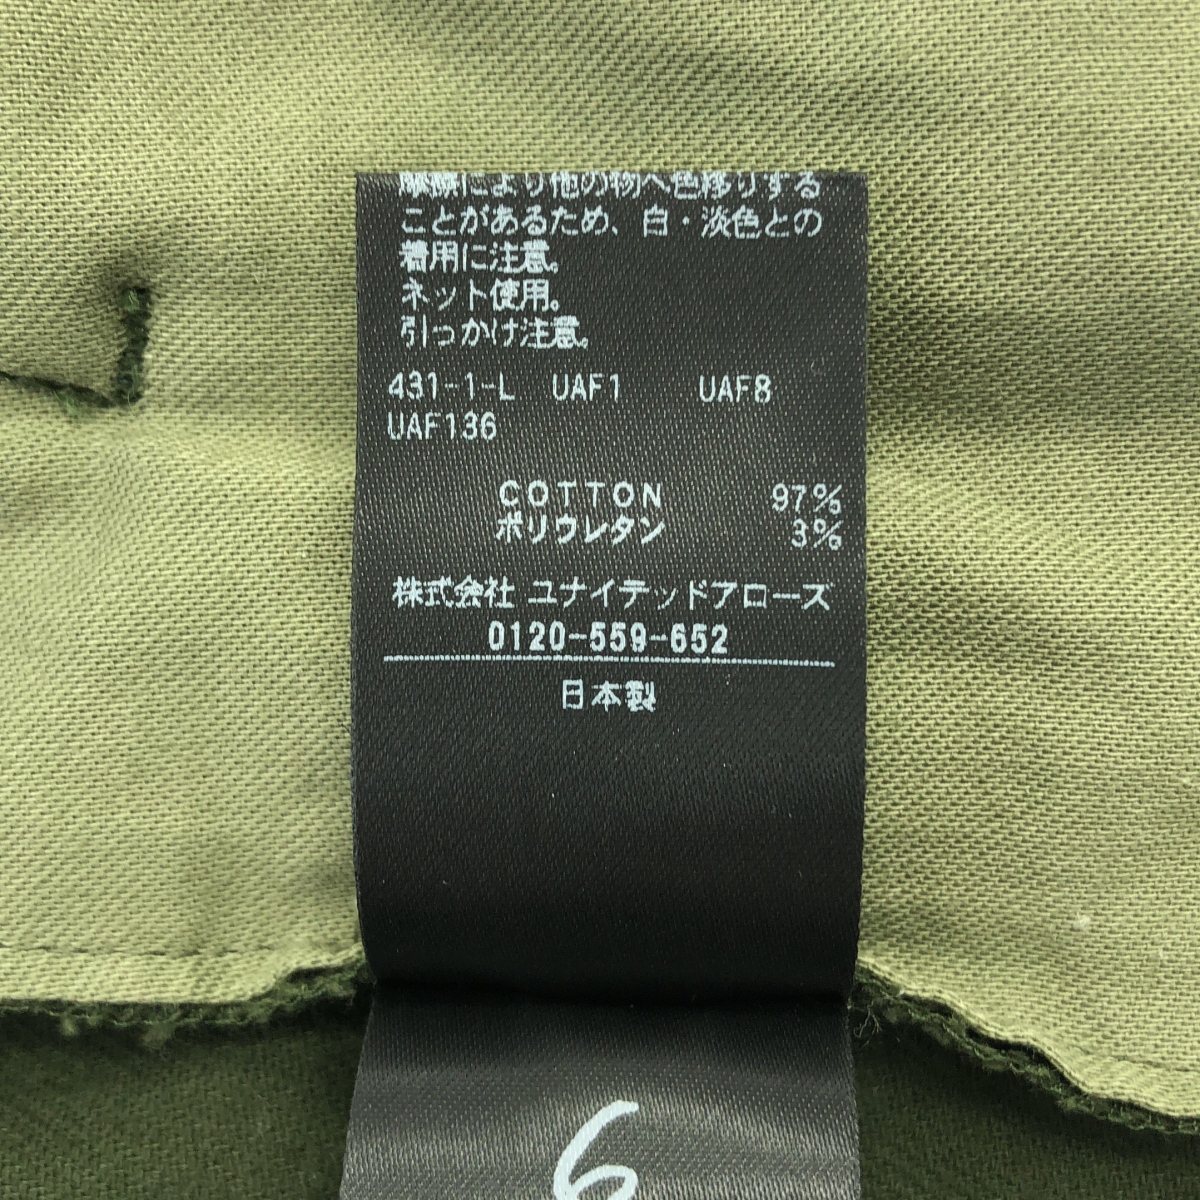 摩擦により他の物へ色移りする
ことがあるため、白・淡色との
着用に注意。
ネット使用。
引っかけ注意。
431-1-L UAF1 UAF8
UAF136
COTTON 97%
ポリウレタン 3%
株式会社 ユナイテッドアローズ
0120-559-652
日本製